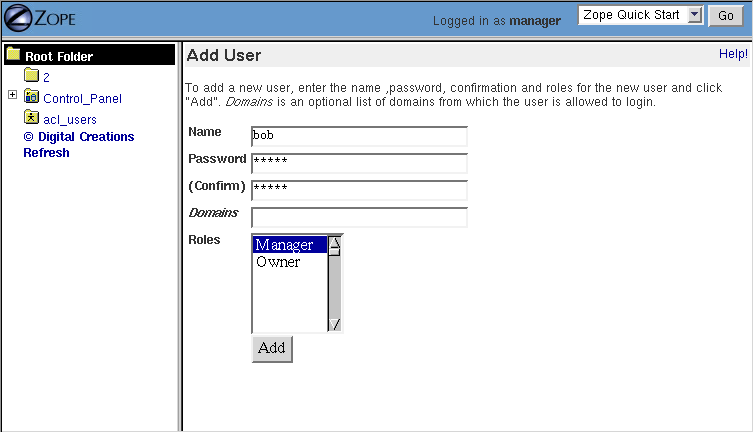 ZOPE
Logged in as manager
Zope Quick Start
Go
Root Folder
2
Control_Panel
acl_users
© Digital Creations
Refresh
Add User
Help!
To add a new user, enter the name ,password, confirmation and roles for the new user and click
"Add". Domains is an optional list of domains from which the user is allowed to login.
Name
bob
Password
*****
(Confirm)
*****
Domains
Roles
Manager
Owner
Add